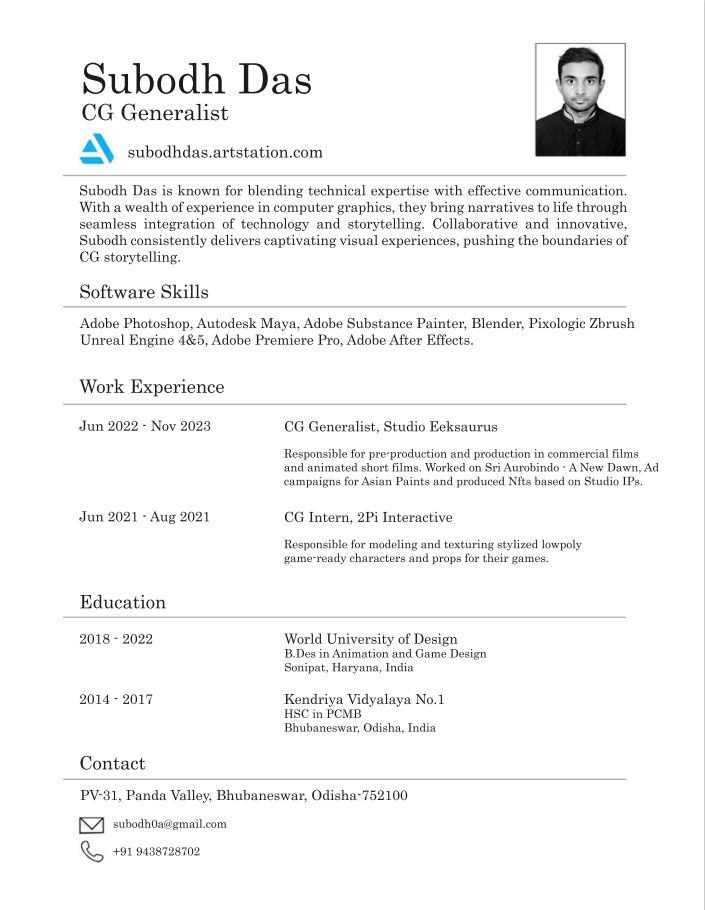 Subodh Das
CG Generalist
subodhdas.artstation.com
Subodh Das is known for blending technical expertise with effective communication.
With a wealth of experience in computer graphics, they bring narratives to life through
seamless integration of technology and storytelling. Collaborative and innovative,
Subodh consistently delivers captivating visual experiences, pushing the boundaries of
CG storytelling.
Software Skills
Adobe Photoshop, Autodesk Maya, Adobe Substance Painter, Blender, Pixologic Zbrush
Unreal Engine 4&5, Adobe Premiere Pro, Adobe After Effects.
Work Experience
Jun 2022 - Nov 2023
CG Generalist, Studio Eeksaurus
Responsible for pre-production and production in commercial films
and animated short films. Worked on Sri Aurobindo - A New Dawn, Ad
campaigns for Asian Paints and produced Nfts based on Studio IPs.
Jun 2021 - Aug 2021
CG Intern, 2Pi Interactive
Responsible for modeling and texturing stylized lowpoly
game-ready characters and props for their games.
Education
2018 - 2022
World University of Design
B.Des in Animation and Game Design
Sonipat, Haryana, India
2014 - 2017
Kendriya Vidyalaya No.1
HSC in PCMB
Bhubaneswar, Odisha, India
Contact
PV-31, Panda Valley, Bhubaneswar, Odisha-752100
subodh0a@gmail.com
+91 9438728702